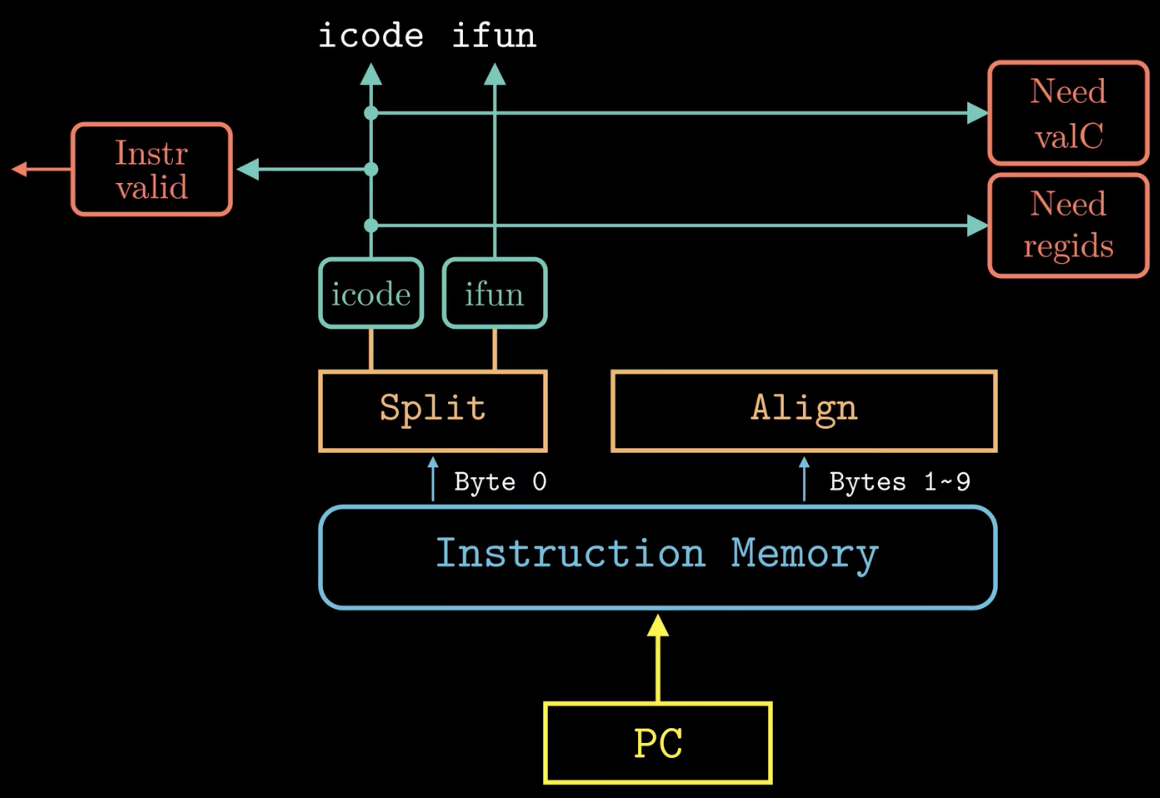 icode ifun
Need
valC
Instr
valid
Need
regids
icode
ifun
Split
Align
Byte 0
Bytes 1~9
Instruction Memory
PC